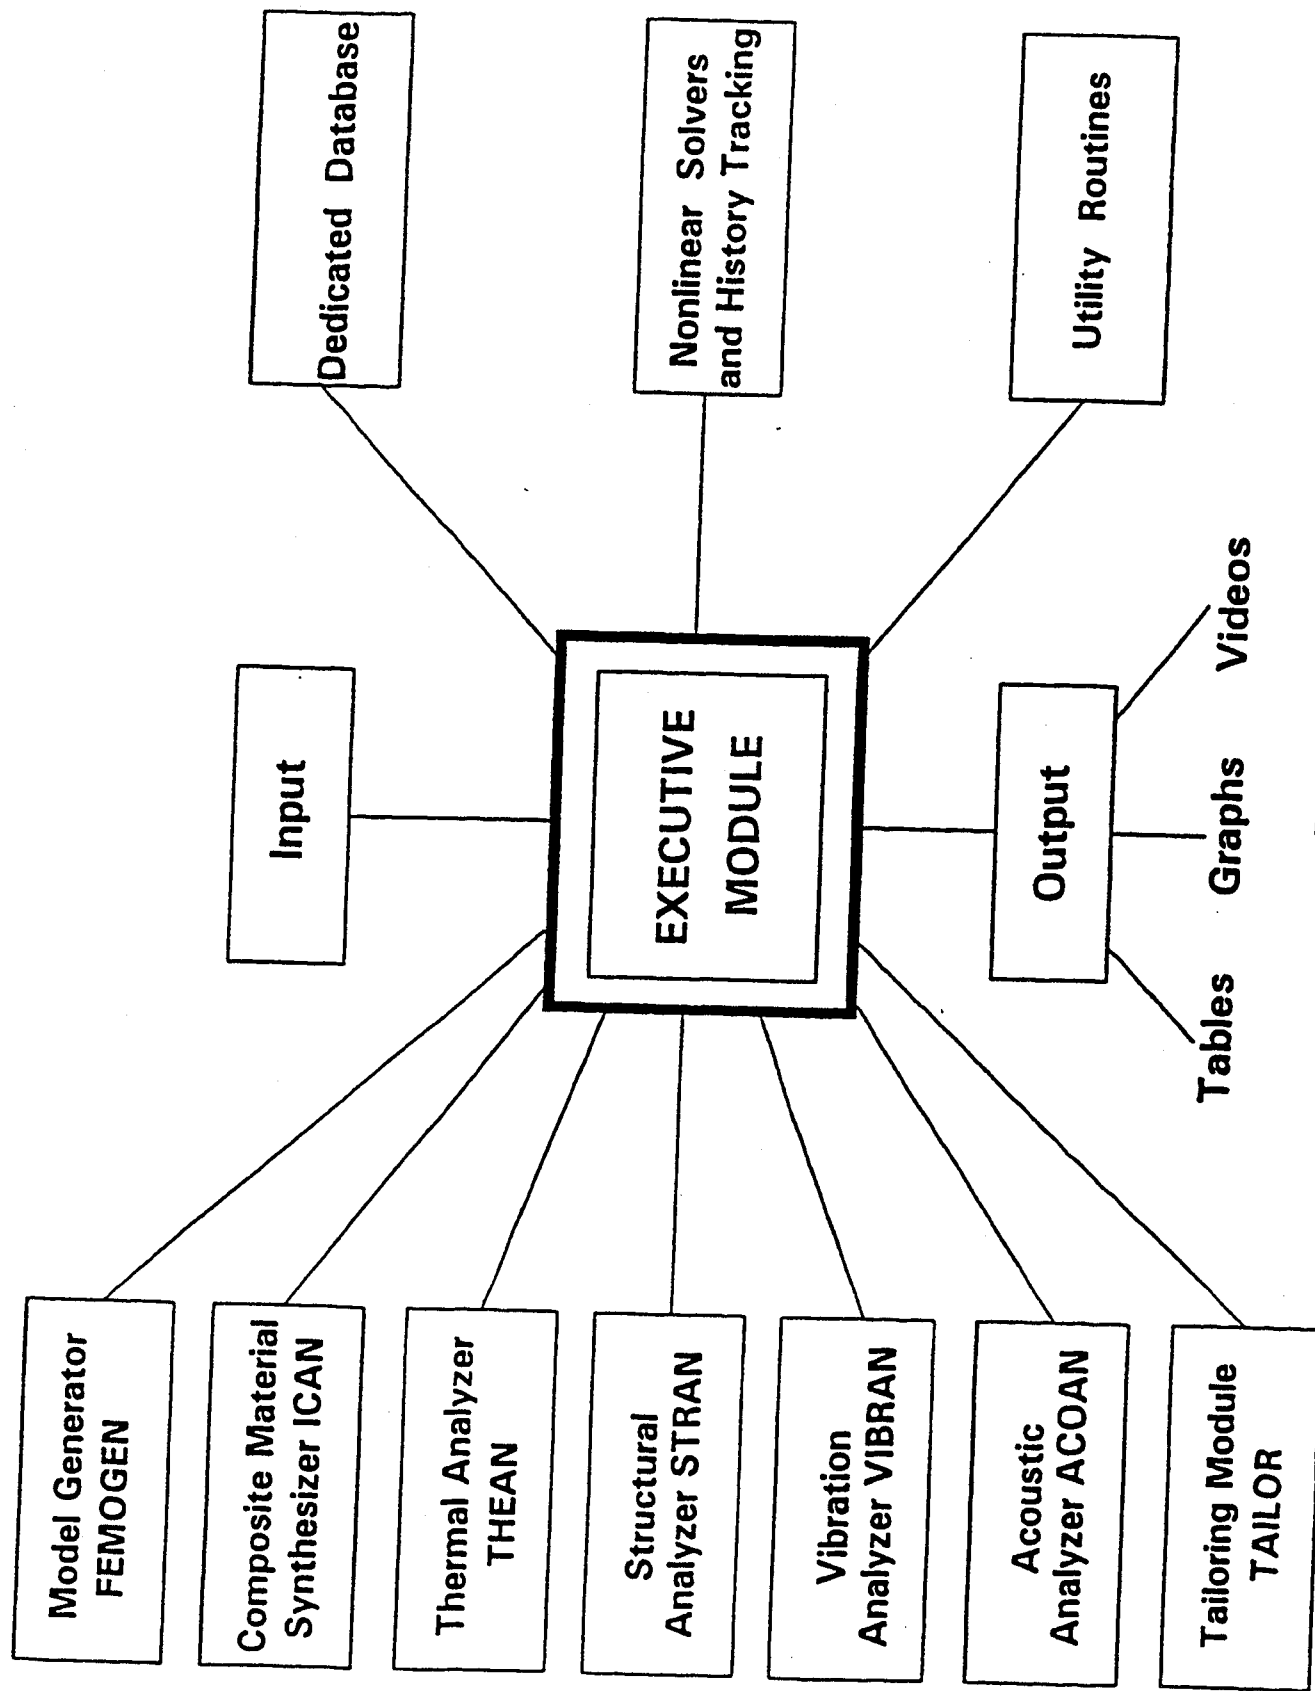 Model Generator
FEMOGEN
Composite Material
Synthesizer ICAN
Thermal Analyzer
THEAN
Structural
Analyzer STRAN
Vibration
Analyzer VIBRAN
Acoustic
Analyzer ACOAN
Tailoring Module
TAILOR
Input
EXECUTIVE
MODULE
Output
Tables
Graphs
Videos
Dedicated Database
Nonlinear Solvers
and History Tracking
Utility Routines